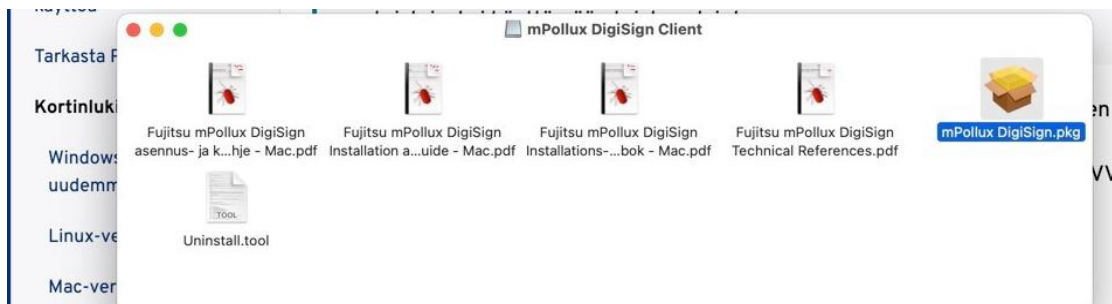 käyttöä
mPollux DigiSign Client
Tarkasta F
Kortinluki
en
Fujitsu mPollux DigiSign
asennus- ja k...hje - Mac.pdf
Fujitsu mPollux DigiSign
Installation a...uide - Mac.pdf
Fujitsu mPollux DigiSign
Installations-...bok - Mac.pdf
Fujitsu mPollux DigiSign
Technical References.pdf
mPollux DigiSign.pkg
Windows
uudemm
TOOL
Uninstall.tool
Linux-ve
Mac-ver